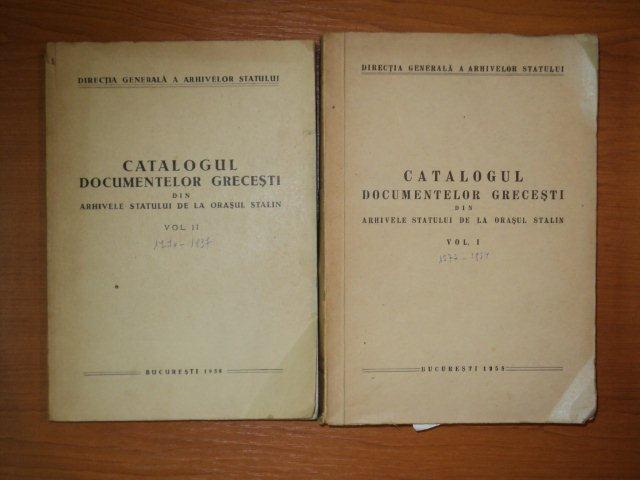 DIRECȚIA GENERALĂ A ARHIVELOR STATULUI
CATALOGUL
DOCUMENTELOR GRECEȘTI
DIN
ARHIVELE STATULUI DE LA ORAȘUL STALIN
VOL. II
BUCUREȘTI 1958
DIRECȚIA GENERALĂ A ARHIVELOR STATULUI
CATALOGUL
DOCUMENTELOR GRECEȘTI
DIN
ARHIVELE STATULUI DE LA ORAȘUL STALIN
VOL. I
BUCUREȘTI 1958